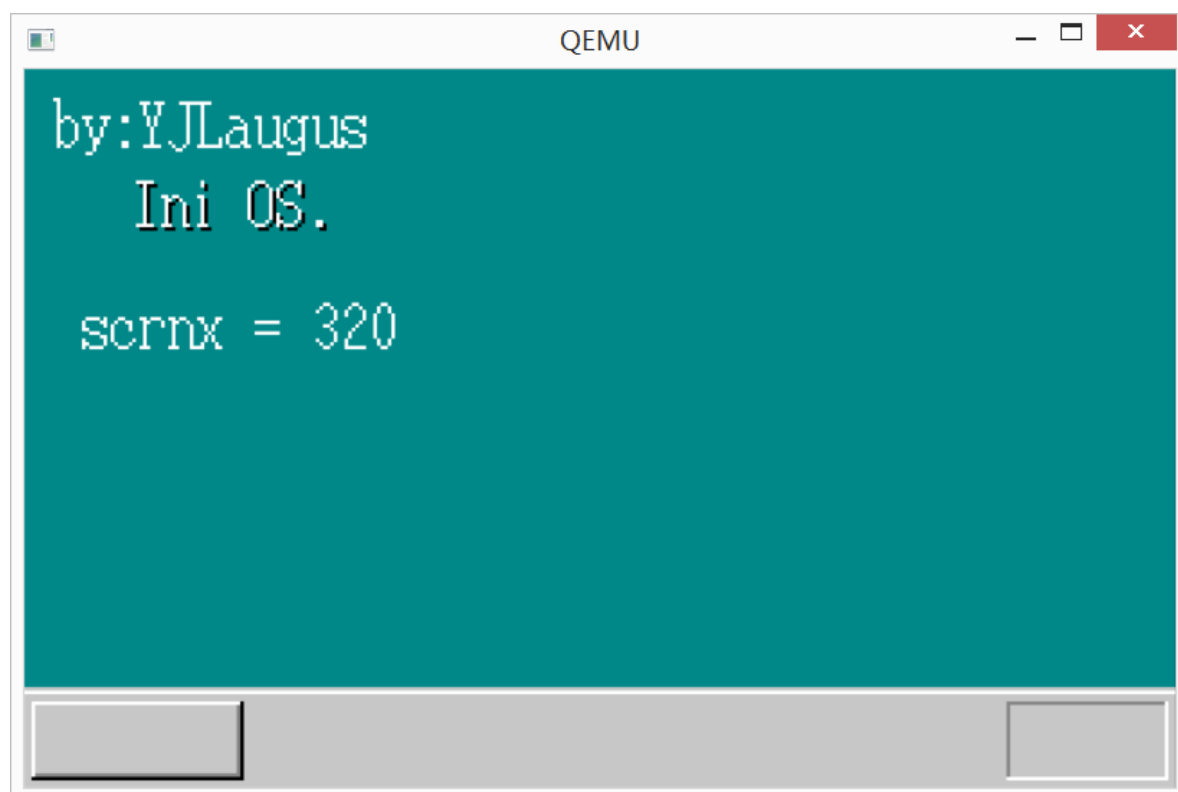 QEMU
by:YJLaugus
Ini OS.
scrnx = 320